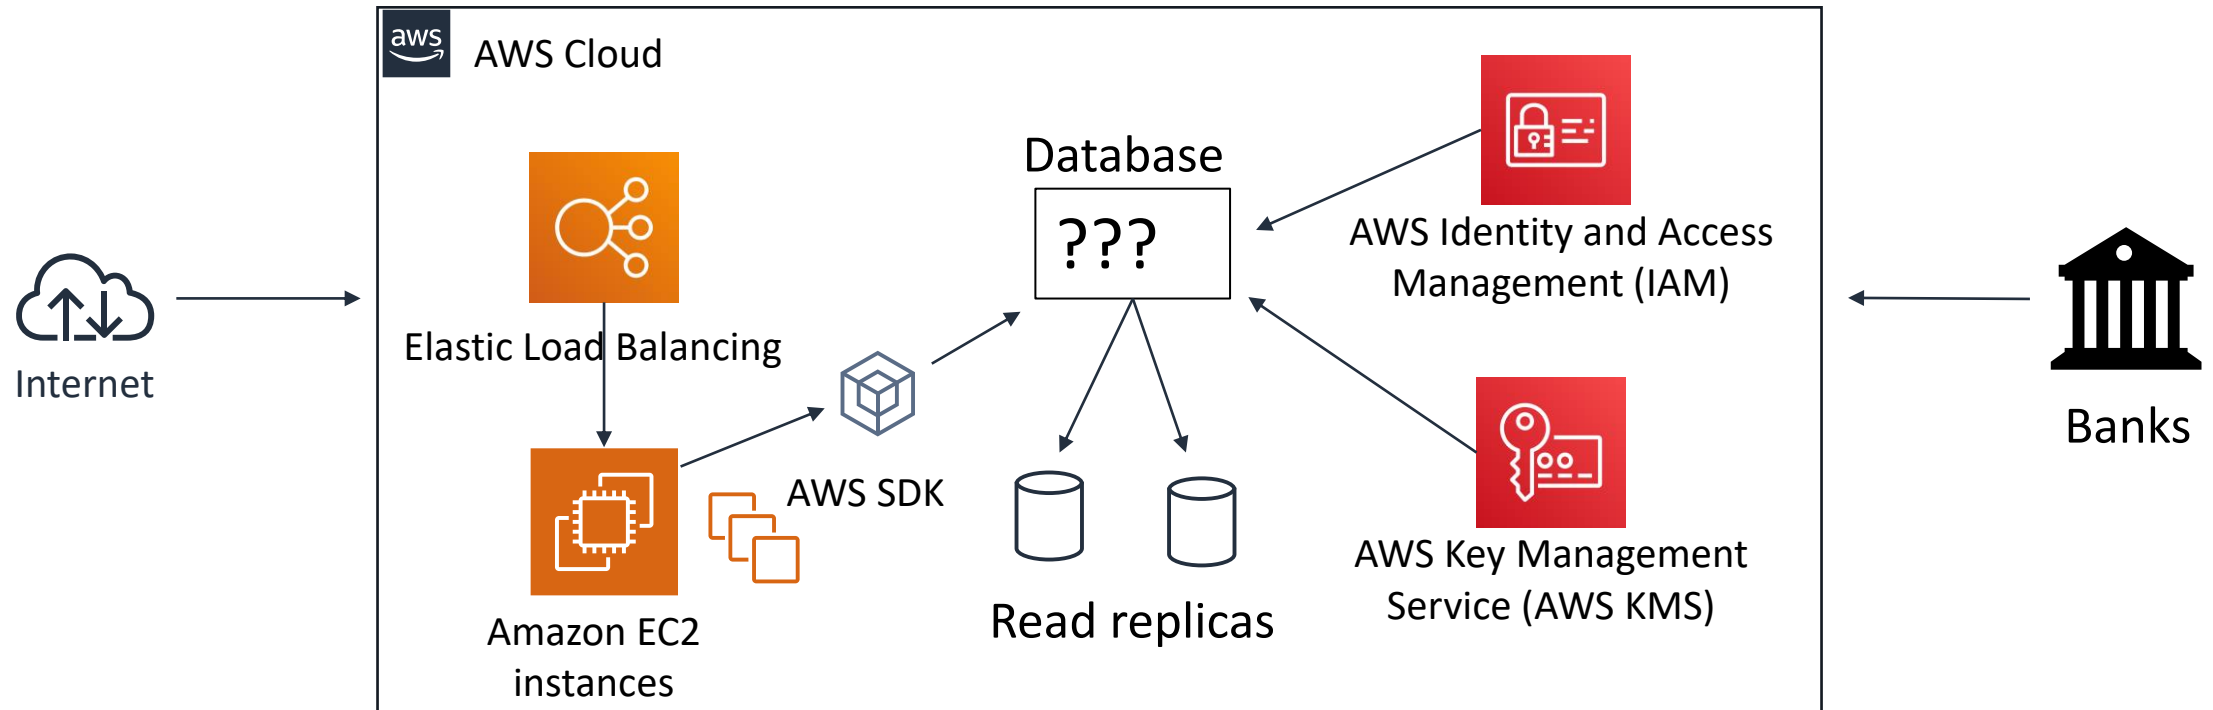 aws
AWS Cloud
Database
???
AWS Identity and Access
Management (IAM)
Elastic Load Balancing
Internet
Banks
AWS SDK
AWS Key Management
Service (AWS KMS)
Read replicas
Amazon EC2
instances